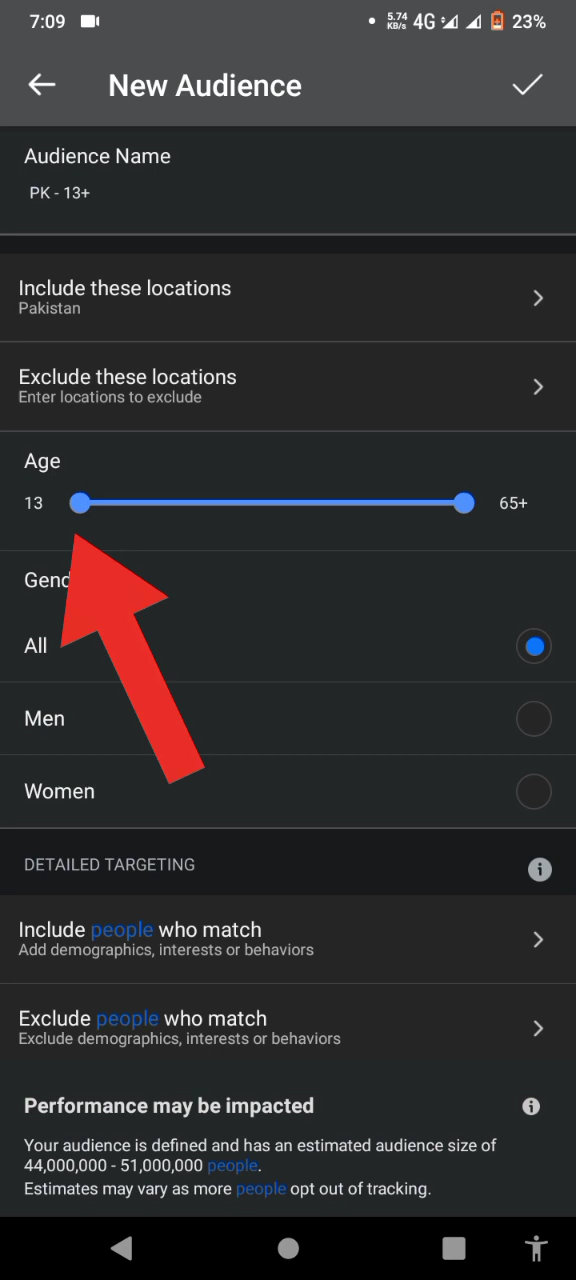 7:09 5.74 KB/s 4G 23%
New Audience
Audience Name
PK - 13+
Include these locations
Pakistan
Exclude these locations
Enter locations to exclude
Age
13 65+
Gend
All
Men
Women
DETAILED TARGETING
Include people who match
Add demographics, interests or behaviors
Exclude people who match
Exclude demographics, interests or behaviors
Performance may be impacted
Your audience is defined and has an estimated audience size of
44,000,000 - 51,000,000 people.
Estimates may vary as more people opt out of tracking.